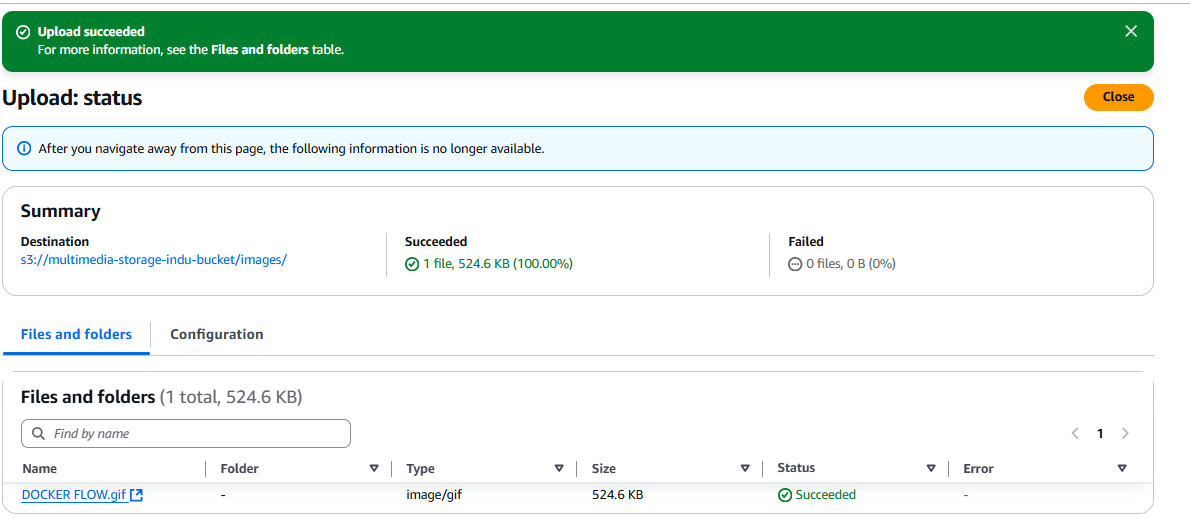 Upload succeeded
For more information, see the Files and folders table.
Upload: status
Close
After you navigate away from this page, the following information is no longer available.
Summary
Destination
s3://multimedia-storage-indu-bucket/images/
Succeeded
1 file, 524.6 KB (100.00%)
Failed
0 files, 0 B (0%)
Files and folders
Configuration
Files and folders (1 total, 524.6 KB)
Find by name
1
Name Folder Type Size Status Error
DOCKER FLOW.gif - image/gif 524.6 KB Succeeded -